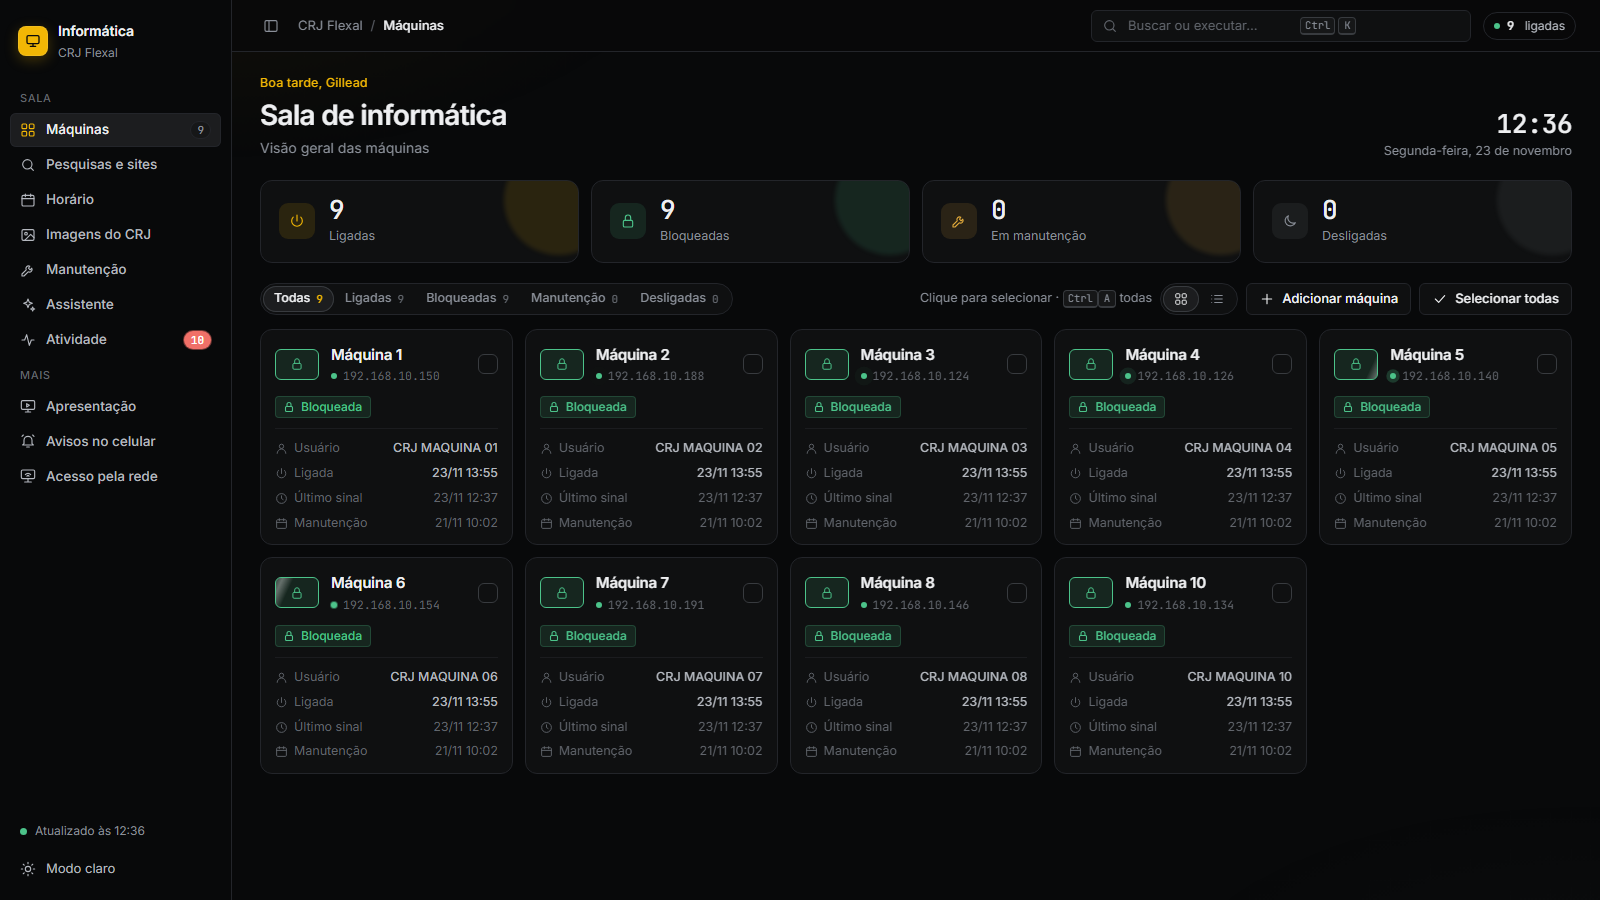 Informática
CRJ Flexal
SALA
Máquinas 9
Pesquisas e sites
Horário
Imagens do CRJ
Manutenção
Assistente
Atividade 10
MAIS
Apresentação
Avisos no celular
Acesso pela rede
Atualizado às 12:36
Modo claro
CRJ Flexal / Máquinas
Buscar ou executar... Ctrl K
9 ligadas
Boa tarde, Gillead
Sala de informática
Visão geral das máquinas
12:36
Segunda-feira, 23 de novembro
9
Ligadas
9
Bloqueadas
0
Em manutenção
0
Desligadas
Todas 9 Ligadas 9 Bloqueadas 9 Manutenção 0 Desligadas 0
Clique para selecionar · Ctrl A todas
Adicionar máquina
Selecionar todas
Máquina 1
192.168.10.150
Bloqueada
Usuário CRJ MAQUINA 01
Ligada 23/11 13:55
Último sinal 23/11 12:37
Manutenção 21/11 10:02
Máquina 2
192.168.10.188
Bloqueada
Usuário CRJ MAQUINA 02
Ligada 23/11 13:55
Último sinal 23/11 12:37
Manutenção 21/11 10:02
Máquina 3
192.168.10.124
Bloqueada
Usuário CRJ MAQUINA 03
Ligada 23/11 13:55
Último sinal 23/11 12:37
Manutenção 21/11 10:02
Máquina 4
192.168.10.126
Bloqueada
Usuário CRJ MAQUINA 04
Ligada 23/11 13:55
Último sinal 23/11 12:37
Manutenção 21/11 10:02
Máquina 5
192.168.10.140
Bloqueada
Usuário CRJ MAQUINA 05
Ligada 23/11 13:55
Último sinal 23/11 12:37
Manutenção 21/11 10:02
Máquina 6
192.168.10.154
Bloqueada
Usuário CRJ MAQUINA 06
Ligada 23/11 13:55
Último sinal 23/11 12:37
Manutenção 21/11 10:02
Máquina 7
192.168.10.191
Bloqueada
Usuário CRJ MAQUINA 07
Ligada 23/11 13:55
Último sinal 23/11 12:37
Manutenção 21/11 10:02
Máquina 8
192.168.10.146
Bloqueada
Usuário CRJ MAQUINA 08
Ligada 23/11 13:55
Último sinal 23/11 12:37
Manutenção 21/11 10:02
Máquina 10
192.168.10.134
Bloqueada
Usuário CRJ MAQUINA 10
Ligada 23/11 13:55
Último sinal 23/11 12:37
Manutenção 21/11 10:02